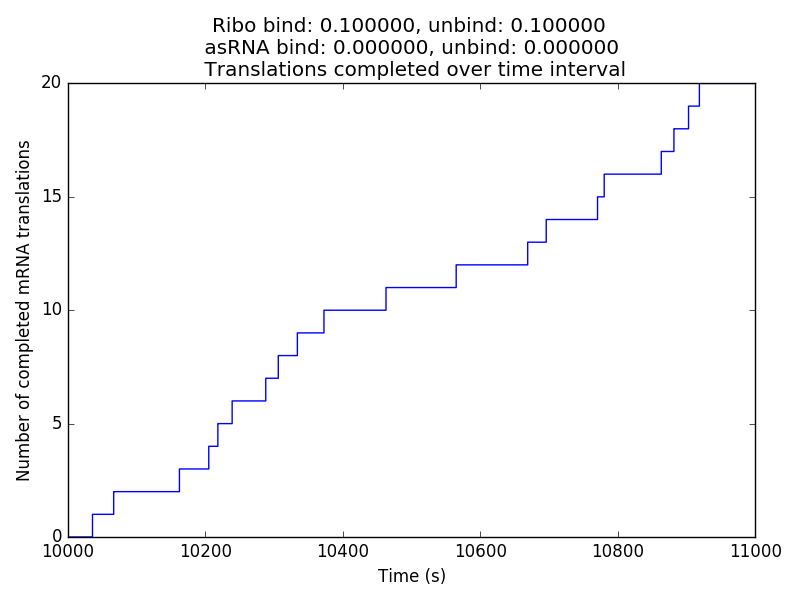 Ribo bind: 0.100000, unbind: 0.100000
asRNA bind: 0.000000, unbind: 0.000000
Translations completed over time interval
Number of completed mRNA translations
20
15
10
5
0
10000 10200 10400 10600 10800 11000
Time (s)